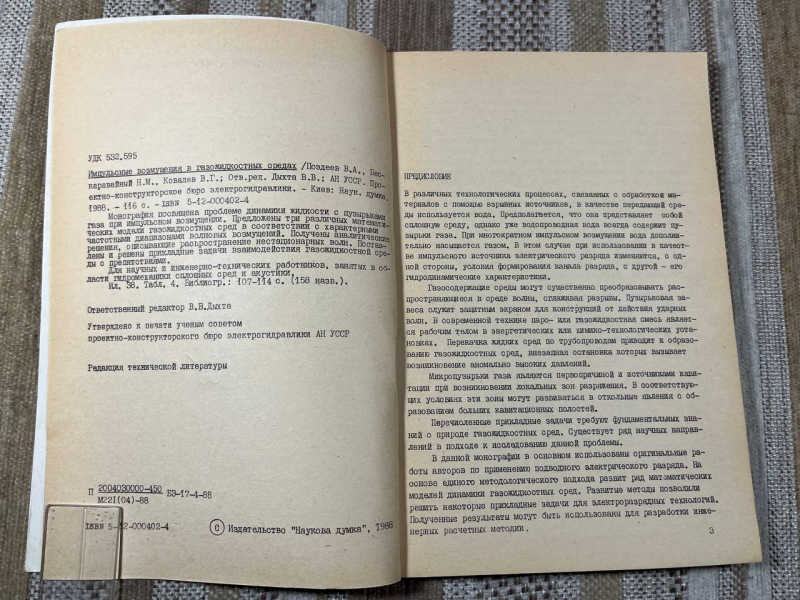 УДК 532.595
Импульсные возмущения в газожидкостных средах /Поздеев В.А., Бес-
каравайный Н.М., Ковалев В.Г.; Отв.ред. Дыхта В.В.; АН УССР. Про-
ектно-конструкторское бюро электрогидравлики. - Киев: Наук. думка,
1988. - 116 с. - ISBN 5-12-000402-4
Монография посвящена проблеме динамики жидкости с пузырьками
газа при импульсном возмущении. Предложены три различных математи-
ческих модели газожидкостных сред в соответствии с характерными
частотными диапазонами волновых возмущений. Получены аналитические
решения, описывающие распространение нестационарных волн. Постав-
лены и решены прикладные задачи взаимодействия газожидкостной сре-
ды с препятствиями.
Для научных и инженерно-технических работников, занятых в об-
ласти гидромеханики сплошных сред и акустики.
Ил. 38. Табл. 4. Библиогр.: 107-114 с. (158 назв.).
Ответственный редактор В.В.Дыхта
Утверждено к печати ученым советом
проектно-конструкторского бюро электрогидравлики АН УССР
Редакция технической литературы
П 2004030000-450 БЗ-17-4-88
М221(04)-88
ISBN 5-12-000402-4
© Издательство "Наукова думка", 1988
ПРЕДИСЛОВИЕ
В различных технологических процессах, связанных с обработкой ма-
териалов с помощью взрывных источников, в качестве передающей сре-
ды используется вода. Предполагается, что она представляет собой
сплошную среду, однако уже водопроводная вода всегда содержит пу-
зырьки газа. При многократном импульсном возмущении вода дополни-
тельно насыщается газом. В этом случае при использовании в качест-
ве импульсного источника электрического разряда изменяются, с од-
ной стороны, условия формирования канала разряда, с другой - его
гидродинамические характеристики.
Газосодержащие среды могут существенно преобразовывать рас-
пространяющиеся в среде волны, сглаживая разрывы. Пузырьковая за-
веса служит защитным экраном для конструкций от действия ударных
волн. В современной технике паро- или газожидкостная смесь являет-
ся рабочим телом в энергетических или химико-технологических уста-
новках. Перекачка жидких сред по трубопроводам приводит к образо-
ванию газожидкостных сред, внезапная остановка которых вызывает
возникновение аномально высоких давлений.
Микропузырьки газа являются первопричиной и источниками кави-
тации при возникновении локальных зон разрежения. В соответствую-
щих условиях эти зоны могут развиваться в откольные явления с об-
разованием больших кавитационных полостей.
Перечисленные прикладные задачи требуют фундаментальных зна-
ний о природе газожидкостных сред. Существует ряд научных направ-
лений в подходе к исследованию данной проблемы.
В данной монографии в основном использованы оригинальные ра-
боты авторов по применению подводного электрического разряда. На
основе единого методологического подхода развит ряд математических
моделей динамики газожидкостных сред. Развитые методы позволили
решить некоторые прикладные задачи для электроразрядных технологий.
Полученные результаты могут быть использованы для разработки инже-
нерных расчетных методик.
3